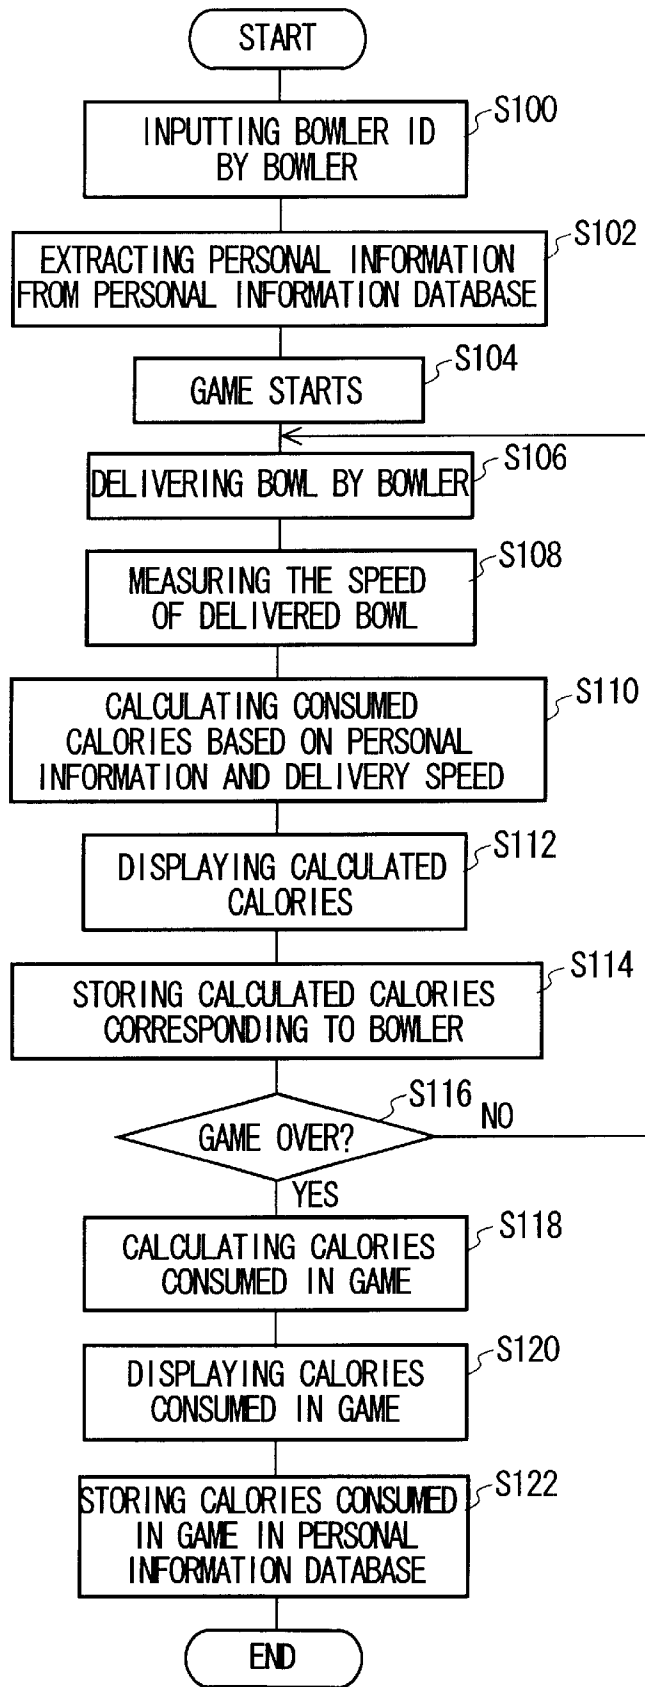 START
S100
INPUTTING BOWLER ID
BY BOWLER
S102
EXTRACTING PERSONAL INFORMATION
FROM PERSONAL INFORMATION DATABASE
S104
GAME STARTS
S106
DELIVERING BOWL BY BOWLER
S108
MEASURING THE SPEED
OF DELIVERED BOWL
S110
CALCULATING CONSUMED
CALORIES BASED ON PERSONAL
INFORMATION AND DELIVERY SPEED
S112
DISPLAYING CALCULATED
CALORIES
S114
STORING CALCULATED CALORIES
CORRESPONDING TO BOWLER
S116
GAME OVER?
NO
YES
S118
CALCULATING CALORIES
CONSUMED IN GAME
S120
DISPLAYING CALORIES
CONSUMED IN GAME
S122
STORING CALORIES CONSUMED
IN GAME IN PERSONAL
INFORMATION DATABASE
END